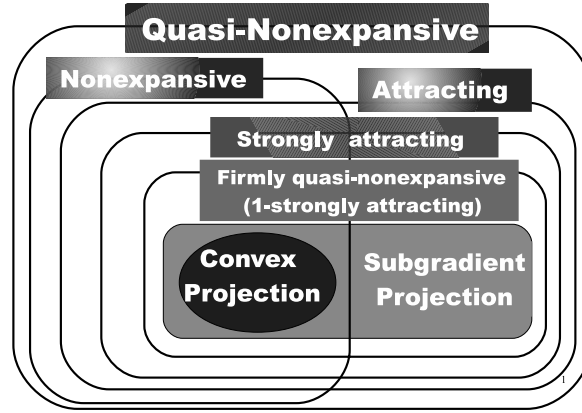 Quasi-Nonexpansive
Nonexpansive
Attracting
Strongly attracting
Firmly quasi-nonexpansive
(1-strongly attracting)
Convex
Projection
Subgradient
Projection
1